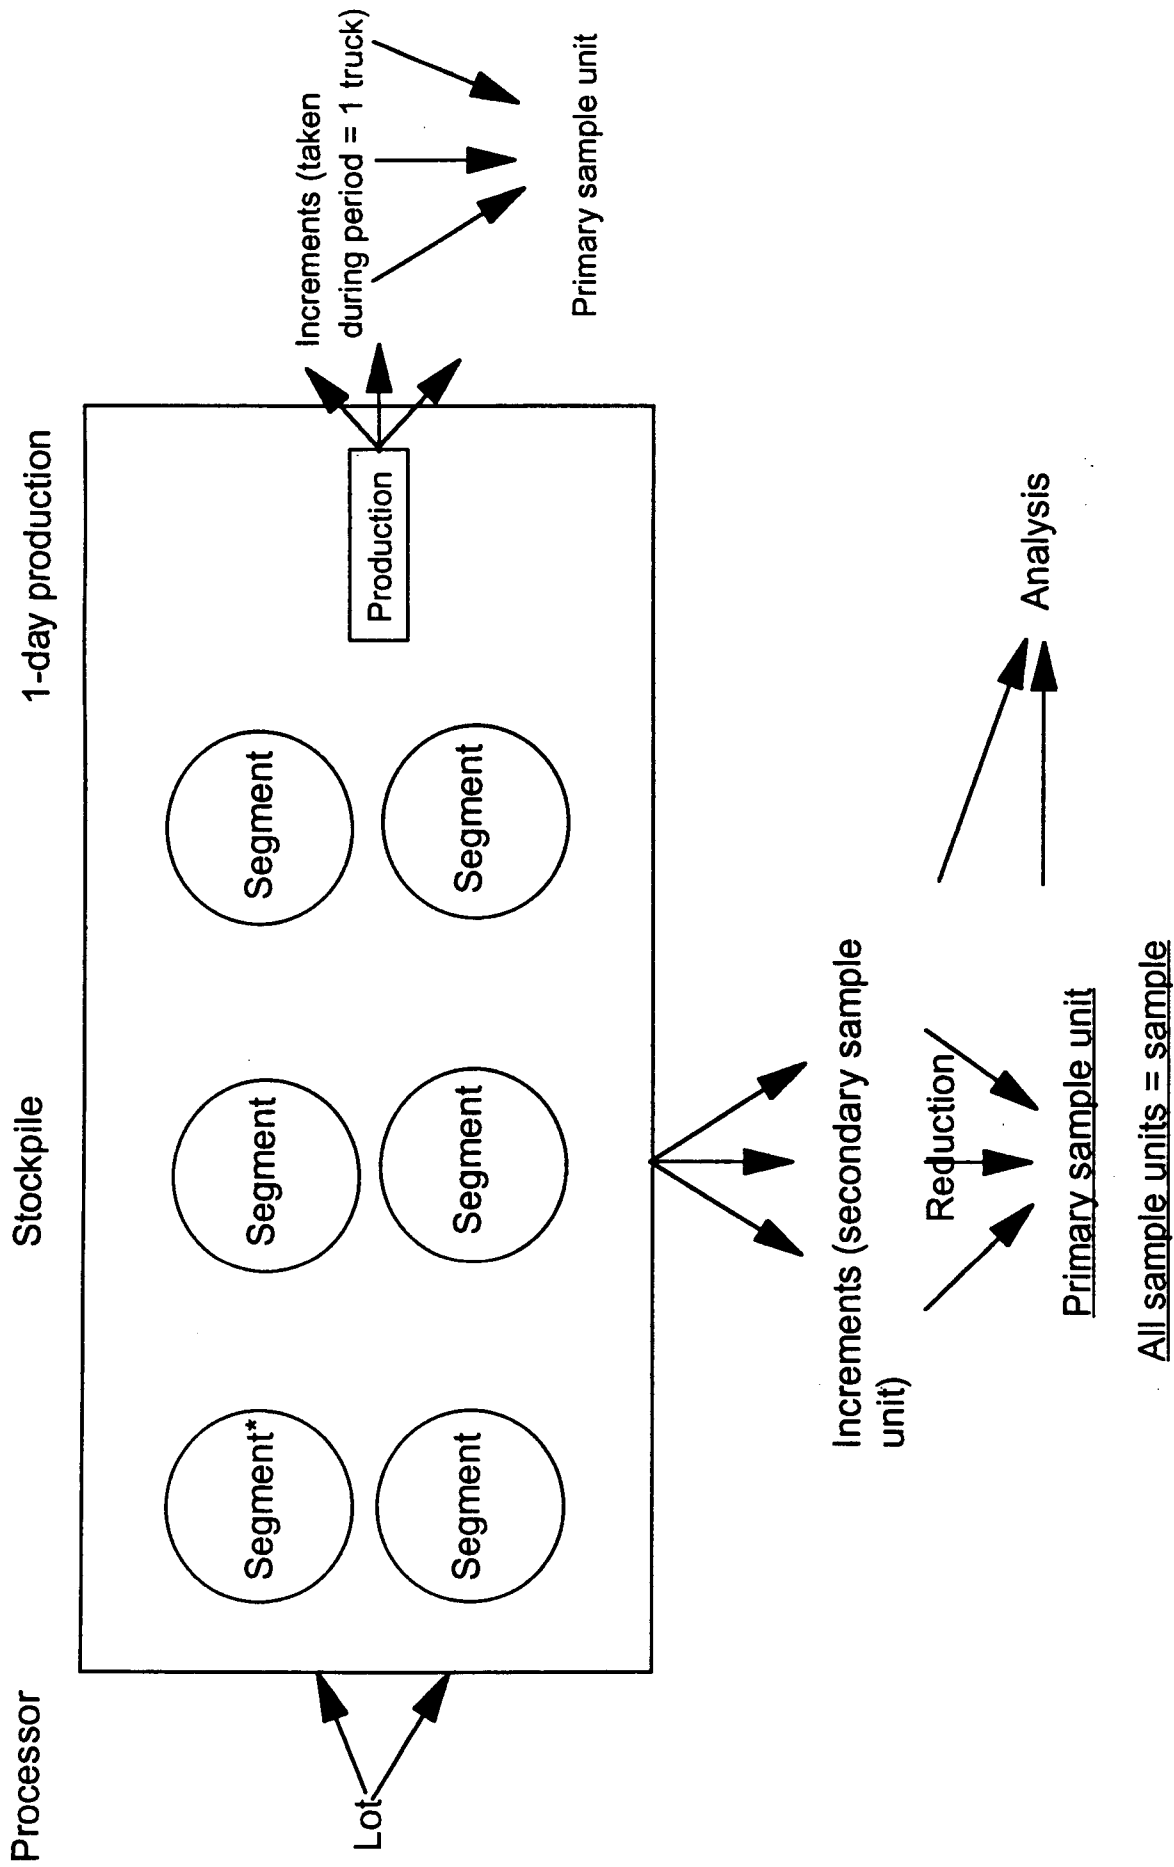 Processor
Stockpile
1-day production
Lot
Segment*
Segment
Segment
Segment
Segment
Segment
Production
Increments (taken
during period = 1 truck)
Primary sample unit
Increments (secondary sample
unit)
Reduction
Analysis
Primary sample unit
All sample units = sample